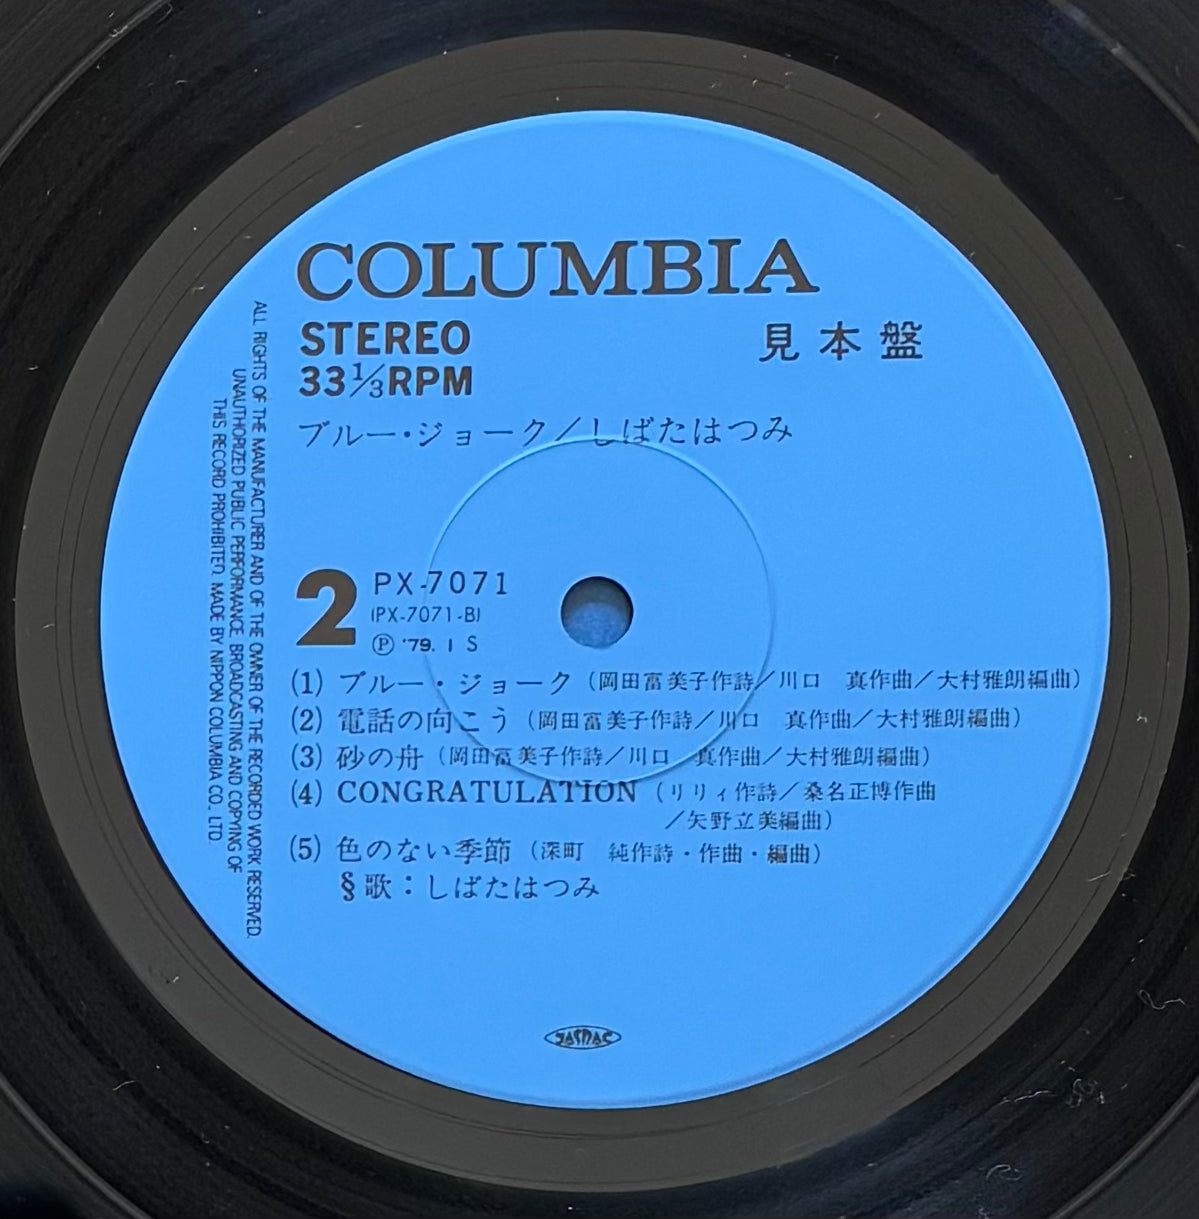 COLUMBIA
STEREO 見本盤
33 1/3 RPM
ブルー・ジョーク/しばたはつみ
2 PX-7071
(PX-7071-B)
Ⓟ '79. 1 S
(1) ブルー・ジョーク (岡田富美子作詩/川口 真作曲/大村雅朗編曲)
(2) 電話の向こう (岡田富美子作詩/川口 真作曲/大村雅朗編曲)
(3) 砂の舟 (岡田富美子作詩/川口 真作曲/大村雅朗編曲)
(4) CONGRATULATION (リリィ作詩/桑名正博作曲
/矢野立美編曲)
(5) 色のない季節 (深町 純作詩・作曲・編曲)
§歌:しばたはつみ
ALL RIGHTS OF THE MANUFACTURER AND OF THE OWNER OF THE RECORDED WORK RESERVED.
UNAUTHORIZED PUBLIC PERFORMANCE BROADCASTING AND COPYING OF
THIS RECORD PROHIBITED. MADE BY NIPPON COLUMBIA CO., LTD.
JASRAC